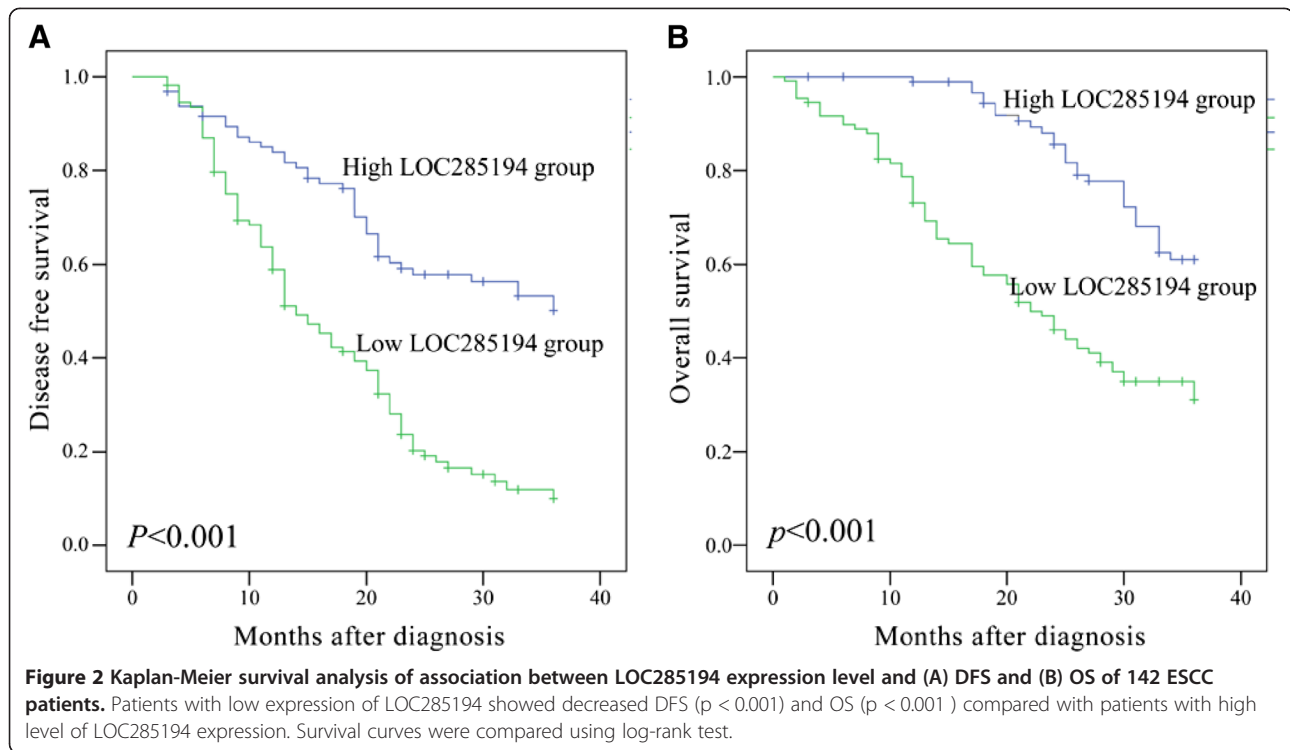 A
1.0
0.8
0.6
0.4
0.2
0.0
Disease free survival
High LOC285194 group
Low LOC285194 group
P<0.001
0 10 20 30 40
Months after diagnosis
B
1.0
0.8
0.6
0.4
0.2
0.0
Overall survival
High LOC285194 group
Low LOC285194 group
p<0.001
0 10 20 30 40
Months after diagnosis
Figure 2 Kaplan-Meier survival analysis of association between LOC285194 expression level and (A) DFS and (B) OS of 142 ESCC
patients. Patients with low expression of LOC285194 showed decreased DFS (p < 0.001) and OS (p < 0.001 ) compared with patients with high
level of LOC285194 expression. Survival curves were compared using log-rank test.